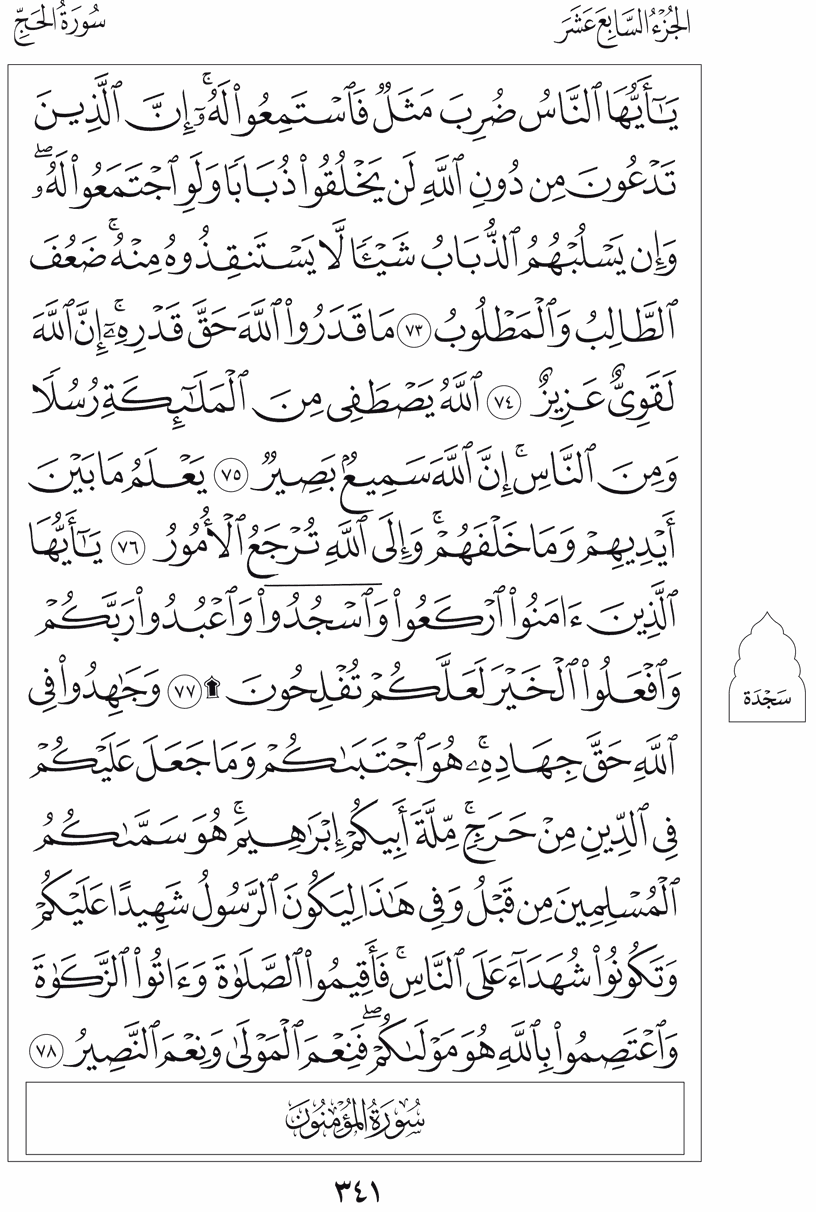 الجُزْءُ السَّابِعَ عَشَرَ
سُورَةُ الحَجِّ
يَٰٓأَيُّهَا ٱلنَّاسُ ضُرِبَ مَثَلٌ فَٱسْتَمِعُوا۟ لَهُۥٓ ۚ إِنَّ ٱلَّذِينَ
تَدْعُونَ مِن دُونِ ٱللَّهِ لَن يَخْلُقُوا۟ ذُبَابًا وَلَوِ ٱجْتَمَعُوا۟ لَهُۥ ۖ
وَإِن يَسْلُبْهُمُ ٱلذُّبَابُ شَيْـًٔا لَّا يَسْتَنقِذُوهُ مِنْهُ ۚ ضَعُفَ
ٱلطَّالِبُ وَٱلْمَطْلُوبُ ٧٣ مَا قَدَرُوا۟ ٱللَّهَ حَقَّ قَدْرِهِۦٓ ۚ إِنَّ ٱللَّهَ
لَقَوِىٌّ عَزِيزٌ ٧٤ ٱللَّهُ يَصْطَفِى مِنَ ٱلْمَلَٰٓئِكَةِ رُسُلًا
وَمِنَ ٱلنَّاسِ ۚ إِنَّ ٱللَّهَ سَمِيعٌۢ بَصِيرٌ ٧٥ يَعْلَمُ مَا بَيْنَ
أَيْدِيهِمْ وَمَا خَلْفَهُمْ ۗ وَإِلَى ٱللَّهِ تُرْجَعُ ٱلْأُمُورُ ٧٦ يَٰٓأَيُّهَا
ٱلَّذِينَ ءَامَنُوا۟ ٱرْكَعُوا۟ وَٱسْجُدُوا۟ وَٱعْبُدُوا۟ رَبَّكُمْ
وَٱفْعَلُوا۟ ٱلْخَيْرَ لَعَلَّكُمْ تُفْلِحُونَ ۩ ٧٧ وَجَٰهِدُوا۟ فِى
سَجْدَة
ٱللَّهِ حَقَّ جِهَادِهِۦ ۚ هُوَ ٱجْتَبَىٰكُمْ وَمَا جَعَلَ عَلَيْكُمْ
فِى ٱلدِّينِ مِنْ حَرَجٍ ۚ مِّلَّةَ أَبِيكُمْ إِبْرَٰهِيمَ ۚ هُوَ سَمَّىٰكُمُ
ٱلْمُسْلِمِينَ مِن قَبْلُ وَفِى هَٰذَا لِيَكُونَ ٱلرَّسُولُ شَهِيدًا عَلَيْكُمْ
وَتَكُونُوا۟ شُهَدَآءَ عَلَى ٱلنَّاسِ ۚ فَأَقِيمُوا۟ ٱلصَّلَوٰةَ وَءَاتُوا۟ ٱلزَّكَوٰةَ
وَٱعْتَصِمُوا۟ بِٱللَّهِ هُوَ مَوْلَىٰكُمْ ۖ فَنِعْمَ ٱلْمَوْلَىٰ وَنِعْمَ ٱلنَّصِيرُ ٧٨
سُورَةُ المُؤْمِنُونَ
٣٤١